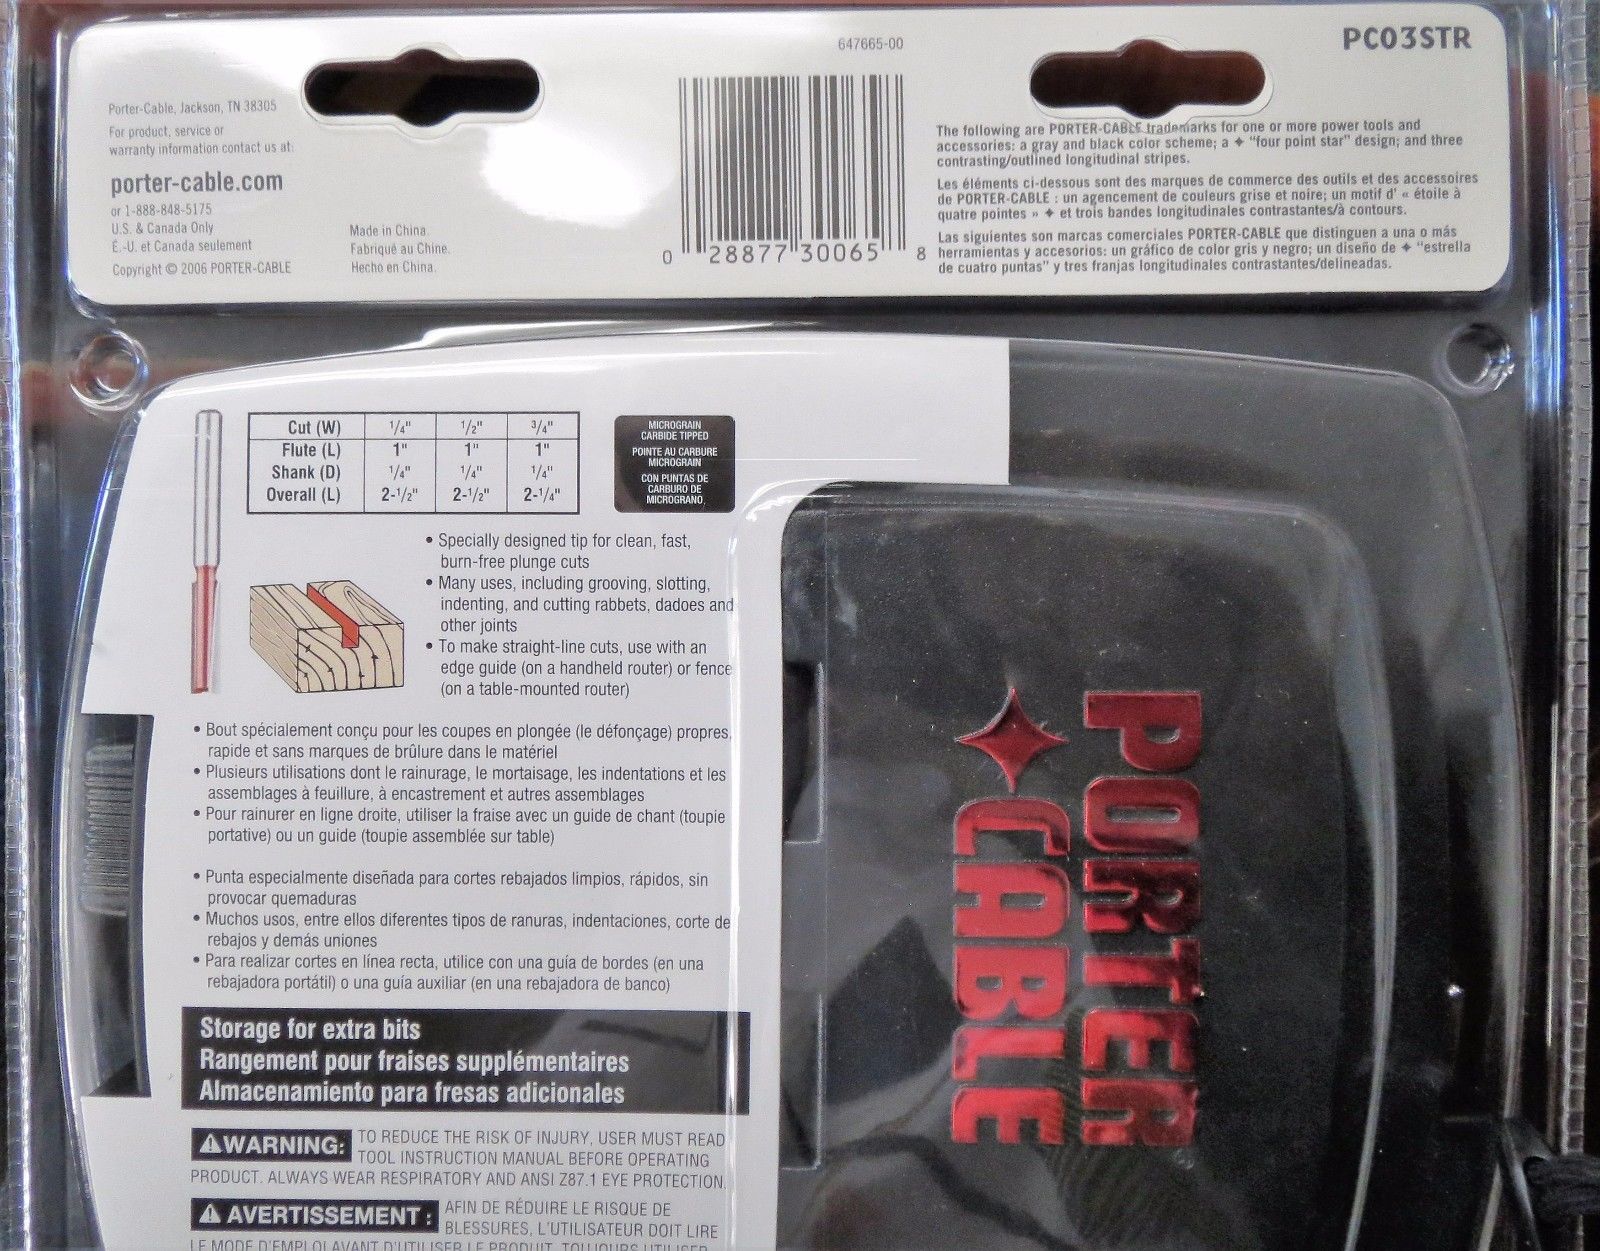 647665-00
PC03STR
Porter-Cable, Jackson, TN 38305
For product, service or
warranty information contact us at:
porter-cable.com
or 1-888-848-5175
U.S. & Canada Only
É.-U. et Canada seulement
Copyright © 2006 PORTER-CABLE
Made in China.
Fabriqué au Chine.
Hecho en China.
0 28877 30065 8
The following are PORTER-CABLE trademarks for one or more power tools and
accessories: a gray and black color scheme; a ✦ "four point star" design; and three
contrasting/outlined longitudinal stripes.
Les éléments ci-dessous sont des marques de commerce des outils et des accessoires
de PORTER-CABLE : un agencement de couleurs grise et noire; un motif d' « étoile à
quatre pointes » ✦ et trois bandes longitudinales contrastantes/à contours.
Las siguientes son marcas comerciales PORTER-CABLE que distinguen a una o más
herramientas y accesorios: un gráfico de color gris y negro; un diseño de ✦ "estrella
de cuatro puntas" y tres franjas longitudinales contrastantes/delineadas.
Cut (W) 1/4" 1/2" 3/4"
Flute (L) 1" 1" 1"
Shank (D) 1/4" 1/4" 1/4"
Overall (L) 2-1/2" 2-1/2" 2-1/4"
MICROGRAIN
CARBIDE TIPPED
POINTE AU CARBURE
MICROGRAIN
CON PUNTAS DE
CARBURO DE
MICROGRANO.
• Specially designed tip for clean, fast,
burn-free plunge cuts
• Many uses, including grooving, slotting,
indenting, and cutting rabbets, dadoes and
other joints
• To make straight-line cuts, use with an
edge guide (on a handheld router) or fence
(on a table-mounted router)
• Bout spécialement conçu pour les coupes en plongée (le défonçage) propres,
rapide et sans marques de brûlure dans le matériel
• Plusieurs utilisations dont le rainurage, le mortaisage, les indentations et les
assemblages à feuillure, à encastrement et autres assemblages
• Pour rainurer en ligne droite, utiliser la fraise avec un guide de chant (toupie
portative) ou un guide (toupie assemblée sur table)
• Punta especialmente diseñada para cortes rebajados limpios, rápidos, sin
provocar quemaduras
• Muchos usos, entre ellos diferentes tipos de ranuras, indentaciones, corte de
rebajos y demás uniones
• Para realizar cortes en línea recta, utilice con una guía de bordes (en una
rebajadora portátil) o una guía auxiliar (en una rebajadora de banco)
Storage for extra bits
Rangement pour fraises supplémentaires
Almacenamiento para fresas adicionales
⚠WARNING: TO REDUCE THE RISK OF INJURY, USER MUST READ
TOOL INSTRUCTION MANUAL BEFORE OPERATING
PRODUCT. ALWAYS WEAR RESPIRATORY AND ANSI Z87.1 EYE PROTECTION.
⚠ AVERTISSEMENT : AFIN DE RÉDUIRE LE RISQUE DE
BLESSURES, L'UTILISATEUR DOIT LIRE
LE MODE D'EMPLOI AVANT D'UTILISER LE PRODUIT. TOUJOURS UTILISER
PORTER
CABLE